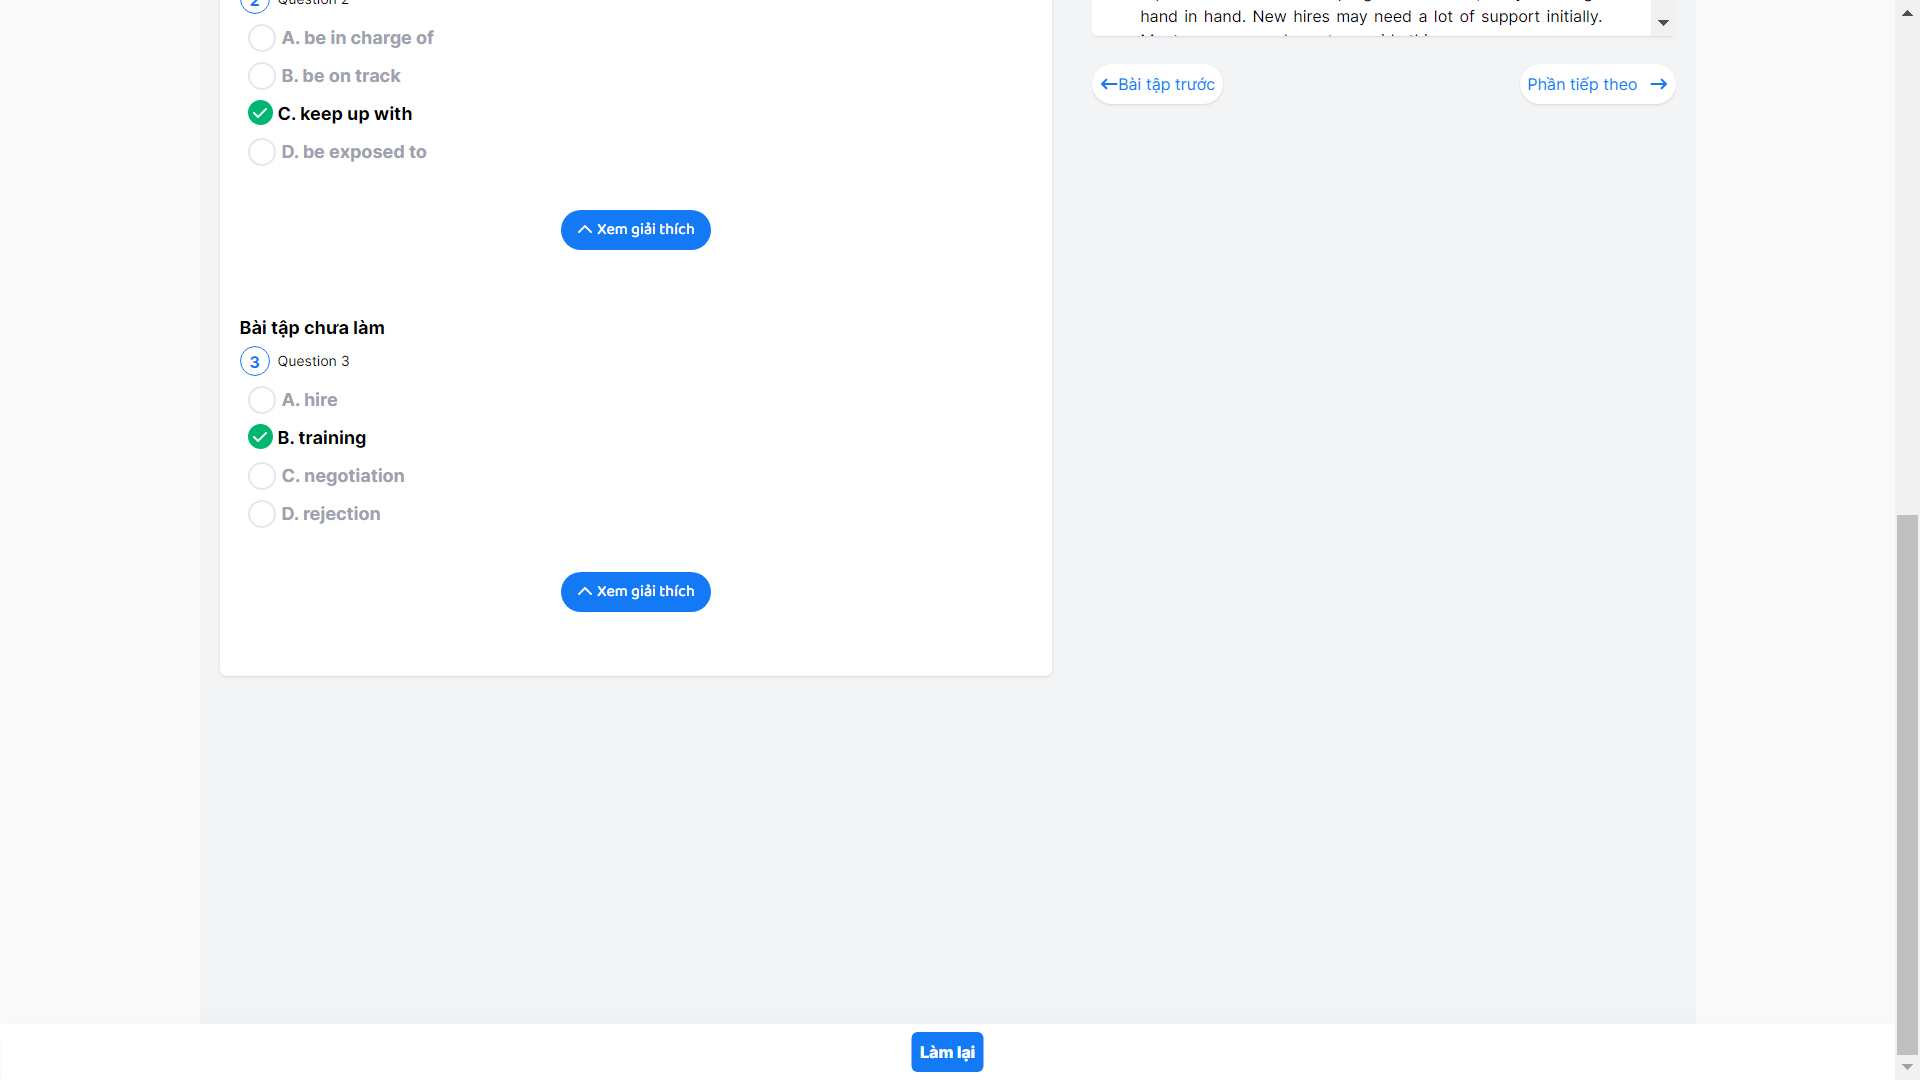 2 Question 2
A. be in charge of
B. be on track
C. keep up with
D. be exposed to
Xem giải thích
Bài tập chưa làm
3 Question 3
A. hire
B. training
C. negotiation
D. rejection
Xem giải thích
hand in hand. New hires may need a lot of support initially.
Bài tập trước
Phần tiếp theo
Làm lại